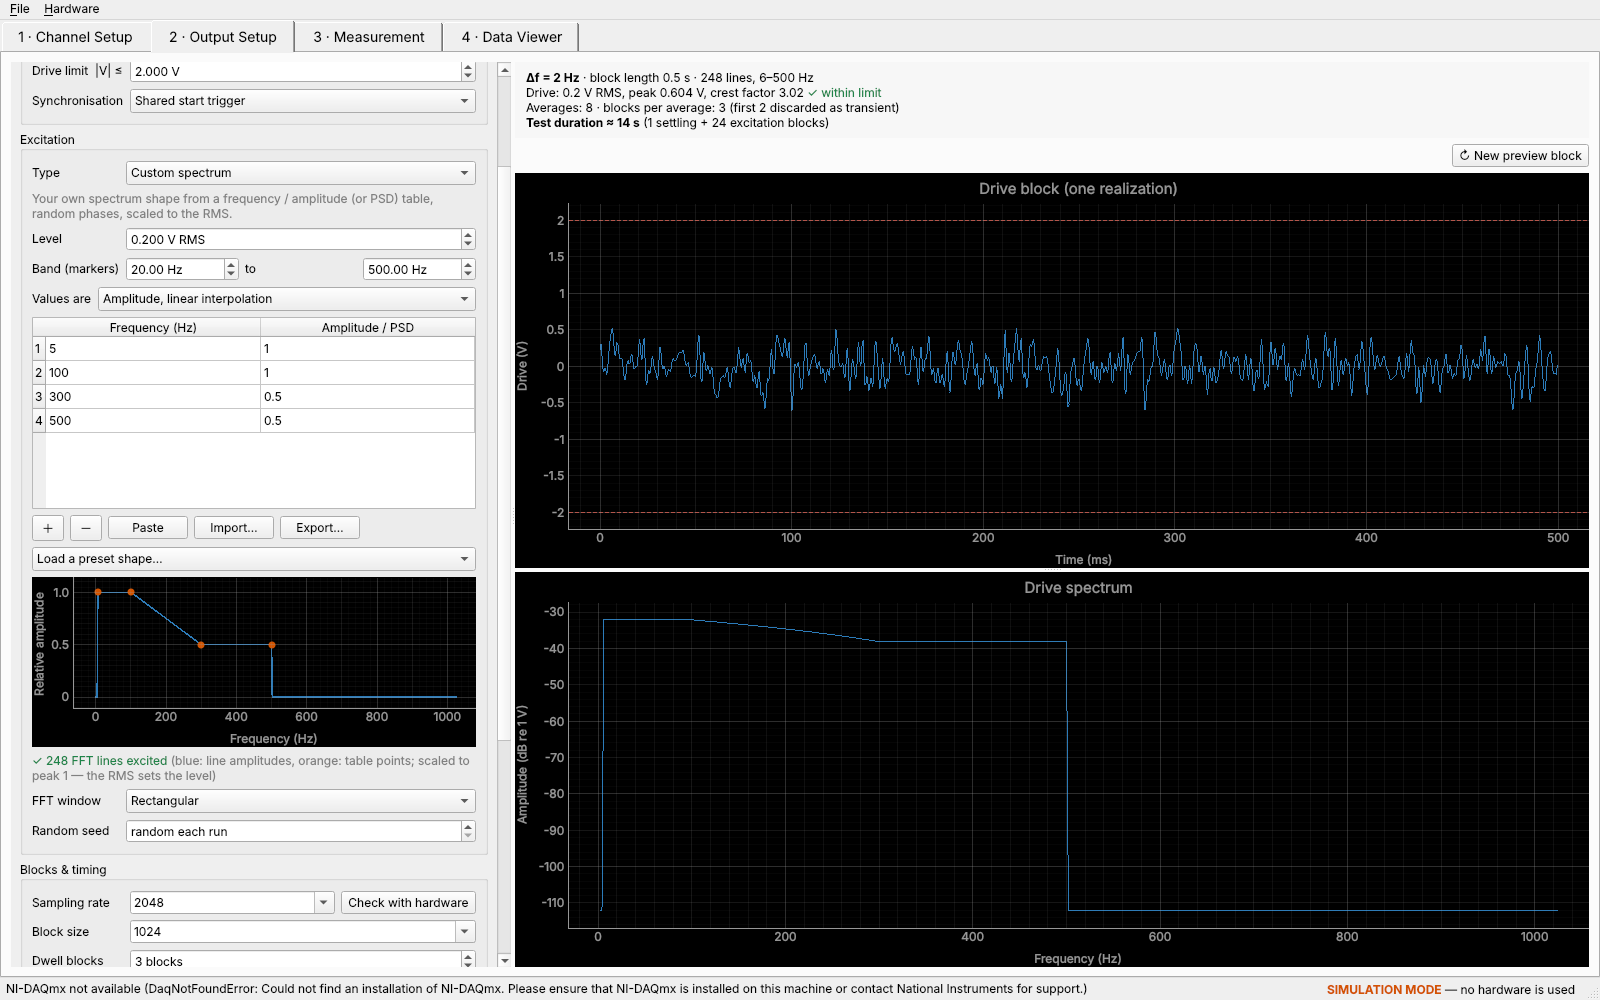 File Hardware
1 · Channel Setup 2 · Output Setup 3 · Measurement 4 · Data Viewer
Drive limit |V| ≤ 2.000 V
Synchronisation Shared start trigger
Excitation
Type Custom spectrum
Your own spectrum shape from a frequency / amplitude (or PSD) table,
random phases, scaled to the RMS.
Level 0.200 V RMS
Band (markers) 20.00 Hz to 500.00 Hz
Values are Amplitude, linear interpolation
Frequency (Hz) Amplitude / PSD
1 5 1
2 100 1
3 300 0.5
4 500 0.5
+ − Paste Import... Export...
Load a preset shape...
Relative amplitude
1.0
0.5
0
0 200 400 600 800 1000
Frequency (Hz)
✓ 248 FFT lines excited (blue: line amplitudes, orange: table points; scaled to
peak 1 — the RMS sets the level)
FFT window Rectangular
Random seed random each run
Blocks & timing
Sampling rate 2048 Check with hardware
Block size 1024
Dwell blocks 3 blocks
Δf = 2 Hz · block length 0.5 s · 248 lines, 6–500 Hz
Drive: 0.2 V RMS, peak 0.604 V, crest factor 3.02 ✓ within limit
Averages: 8 · blocks per average: 3 (first 2 discarded as transient)
Test duration ≈ 14 s (1 settling + 24 excitation blocks)
↻ New preview block
Drive block (one realization)
Drive (V)
2
1.5
1
0.5
0
-0.5
-1
-1.5
-2
0 100 200 300 400 500
Time (ms)
Drive spectrum
Amplitude (dB re 1 V)
-30
-40
-50
-60
-70
-80
-90
-100
-110
0 200 400 600 800 1000
Frequency (Hz)
NI-DAQmx not available (DaqNotFoundError: Could not find an installation of NI-DAQmx. Please ensure that NI-DAQmx is installed on this machine or contact National Instruments for support.) SIMULATION MODE — no hardware is used